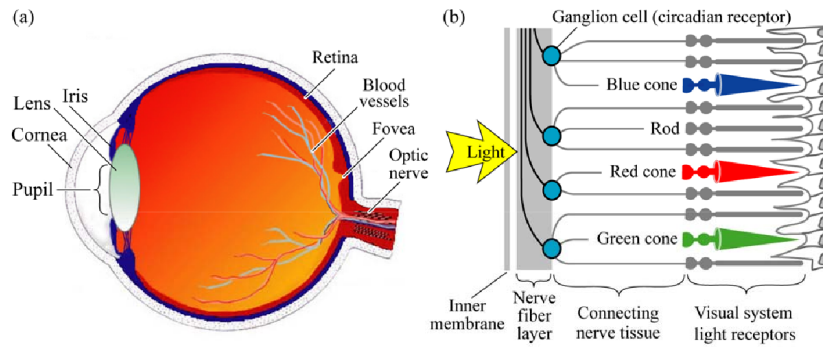 (a)
Retina
Blood
vessels
Iris
Lens
Fovea
Cornea
Optic
nerve
Pupil
(b)
Ganglion cell (circadian receptor)
Blue cone
Rod
Light
Red cone
Green cone
Inner
membrane
Nerve
fiber
layer
Connecting
nerve tissue
Visual system
light receptors